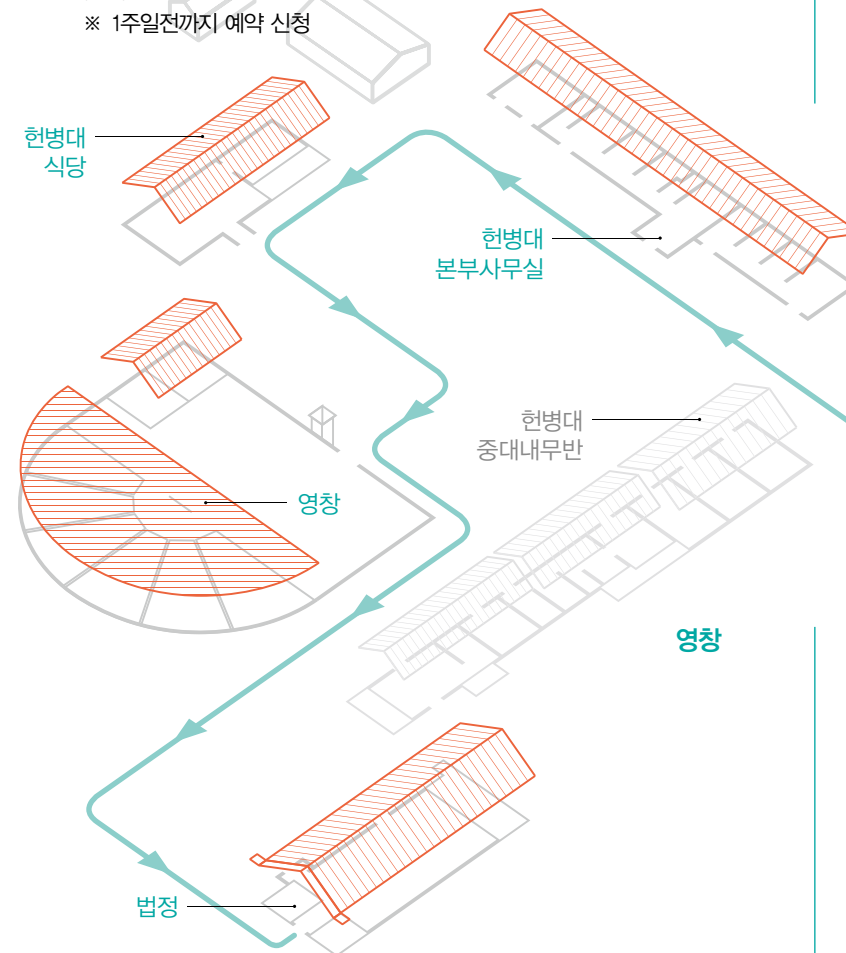 ※ 1주일전까지 예약 신청
헌병대
식당
헌병대
본부사무실
헌병대
중대내무반
영창
영창
법정